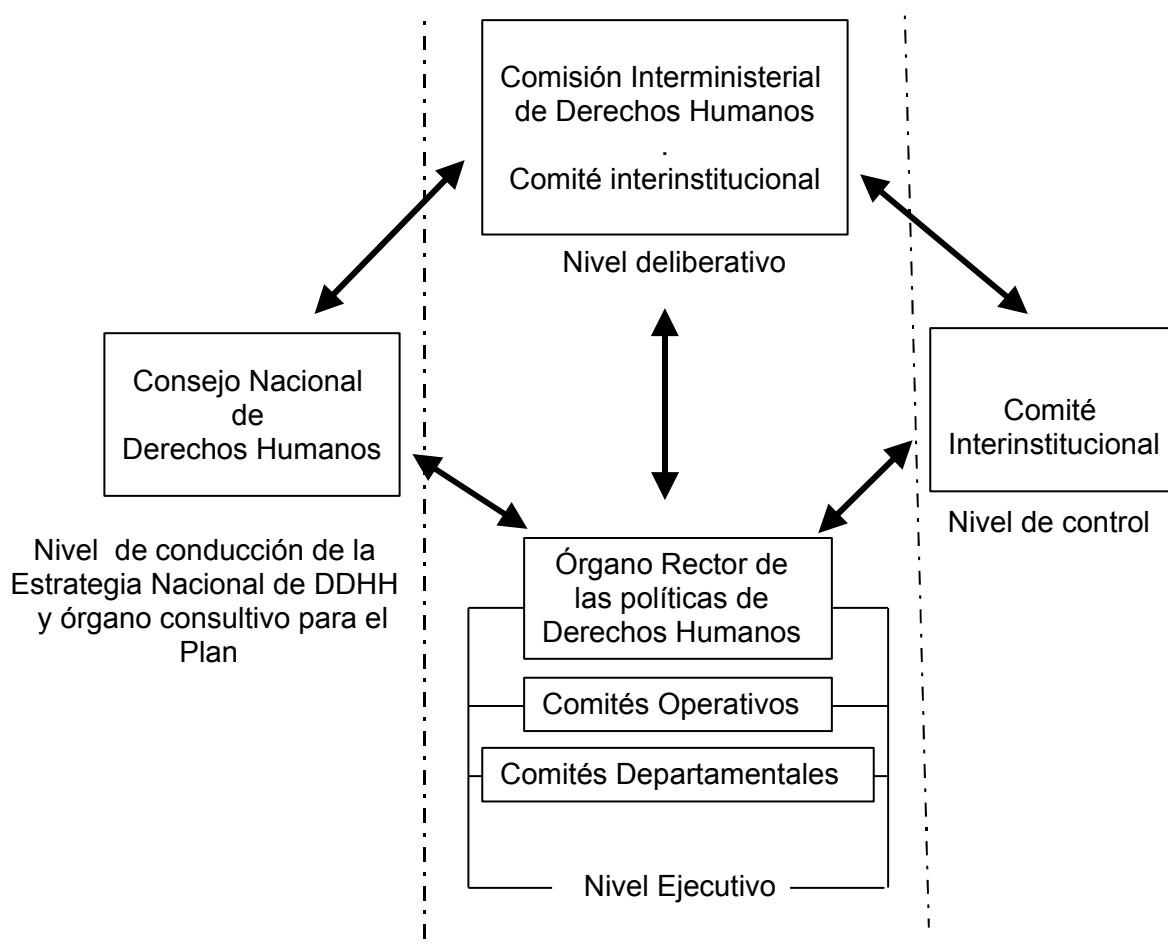 Comisión Interministerial
de Derechos Humanos
.
Comité interinstitucional
Nivel deliberativo
Consejo Nacional
de
Derechos Humanos
Nivel de conducción de la
Estrategia Nacional de DDHH
y órgano consultivo para el
Plan
Comité
Interinstitucional
Nivel de control
Órgano Rector de
las políticas de
Derechos Humanos
Comités Operativos
Comités Departamentales
Nivel Ejecutivo